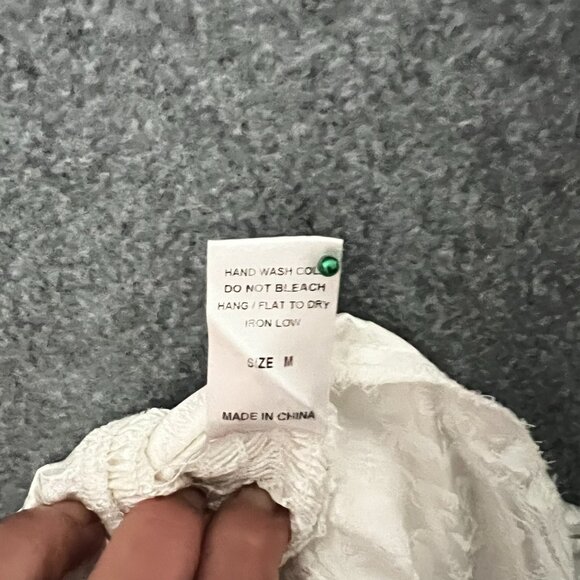 HAND WASH COL
DO NOT BLEACH
HANG / FLAT TO DRY
IRON LOW
SIZE M
MADE IN CHINA